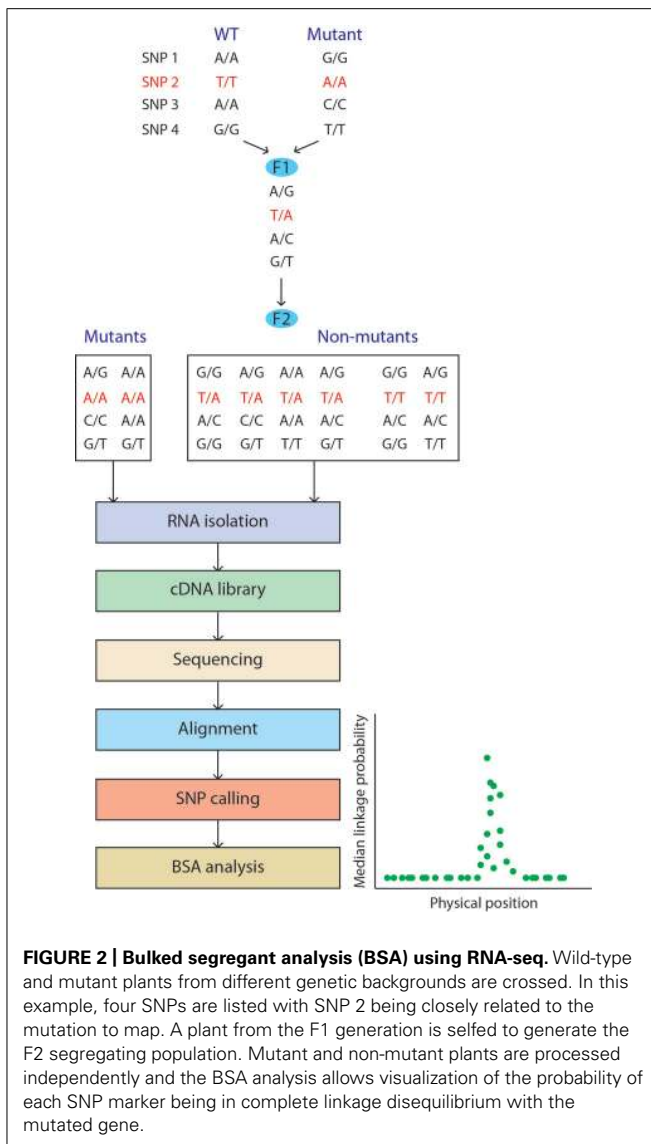 WT Mutant
SNP 1 A/A G/G
SNP 2 T/T A/A
SNP 3 A/A C/C
SNP 4 G/G T/T
F1
A/G
T/A
A/C
G/T
F2
Mutants Non-mutants
A/G A/A G/G A/G A/A A/G G/G A/G
A/A A/A T/A T/A T/A T/A T/T T/T
C/C A/A A/C C/C A/A A/C A/C A/C
G/T G/T G/G G/T T/T G/T G/G T/T
RNA isolation
cDNA library
Sequencing
Alignment
SNP calling
BSA analysis
Median linkage probability
Physical position
FIGURE 2 | Bulked segregant analysis (BSA) using RNA-seq. Wild-type
and mutant plants from different genetic backgrounds are crossed. In this
example, four SNPs are listed with SNP 2 being closely related to the
mutation to map. A plant from the F1 generation is selfed to generate the
F2 segregating population. Mutant and non-mutant plants are processed
independently and the BSA analysis allows visualization of the probability of
each SNP marker being in complete linkage disequilibrium with the
mutated gene.